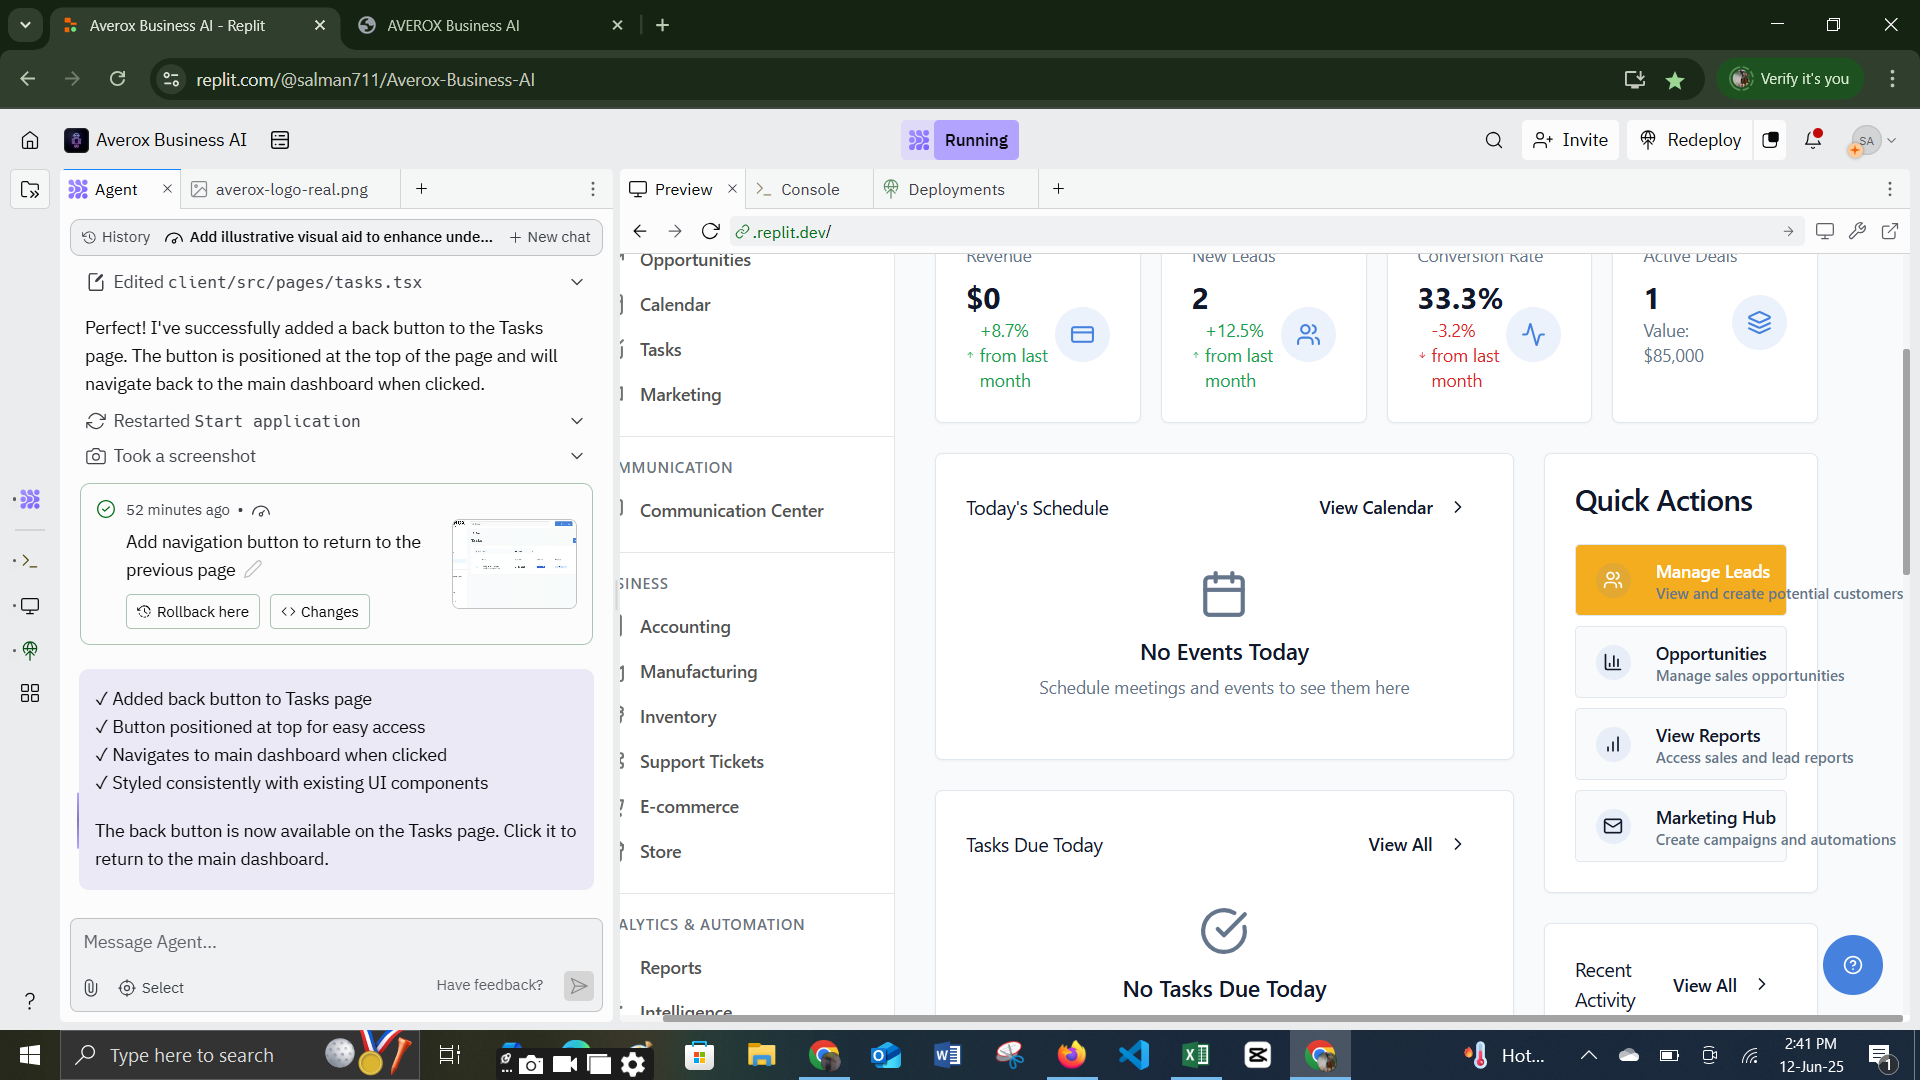 Averox Business AI - Replit
AVEROX Business AI
replit.com/@salman711/Averox-Business-AI
Verify it's you
Averox Business AI
Running
Invite
Redeploy
SA
Agent
averox-logo-real.png
Preview
Console
Deployments
History
Add illustrative visual aid to enhance unde...
New chat
.replit.dev/
Edited client/src/pages/tasks.tsx
Perfect! I've successfully added a back button to the Tasks
page. The button is positioned at the top of the page and will
navigate back to the main dashboard when clicked.
Restarted Start application
Took a screenshot
52 minutes ago •
Add navigation button to return to the
previous page
Rollback here
Changes
✓ Added back button to Tasks page
✓ Button positioned at top for easy access
✓ Navigates to main dashboard when clicked
✓ Styled consistently with existing UI components
The back button is now available on the Tasks page. Click it to
return to the main dashboard.
Message Agent...
Select
Have feedback?
Opportunities
Calendar
Tasks
Marketing
MMUNICATION
Communication Center
SINESS
Accounting
Manufacturing
Inventory
Support Tickets
E-commerce
Store
ALYTICS & AUTOMATION
Reports
Intelligence
Revenue
$0
+8.7%
from last
month
New Leads
2
+12.5%
from last
month
Conversion Rate
33.3%
-3.2%
from last
month
Active Deals
1
Value:
$85,000
Today's Schedule
View Calendar
No Events Today
Schedule meetings and events to see them here
Tasks Due Today
View All
No Tasks Due Today
Quick Actions
Manage Leads
View and create potential customers
Opportunities
Manage sales opportunities
View Reports
Access sales and lead reports
Marketing Hub
Create campaigns and automations
Recent
Activity
View All
Type here to search
Hot...
2:41 PM
12-Jun-25
1